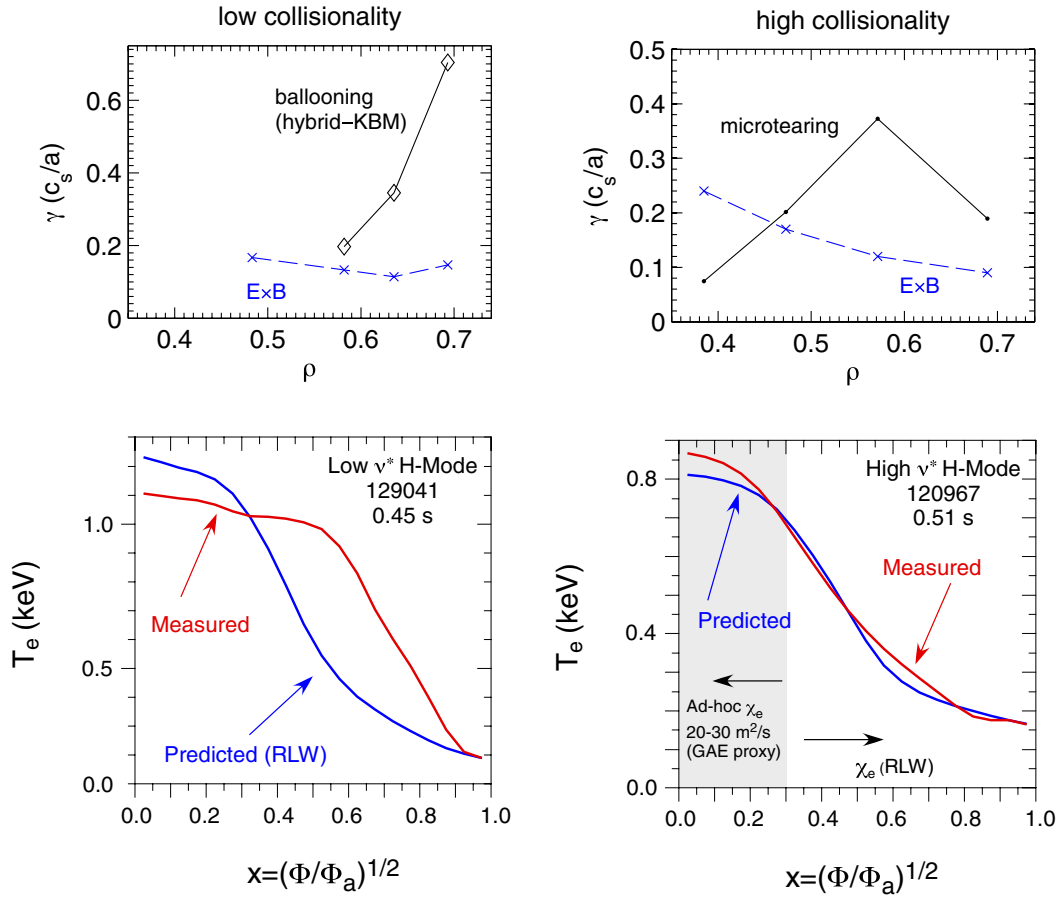 low collisionality
high collisionality
0.6
0.4
0.2
0
γ (c_s/a)
ballooning
(hybrid−KBM)
E×B
0.4 0.5 0.6 0.7
ρ
0.5
0.4
0.3
0.2
0.1
0
γ (c_s/a)
microtearing
E×B
0.4 0.5 0.6 0.7
ρ
1.0
0.5
0.0
T_e (keV)
Low ν* H-Mode
129041
0.45 s
Measured
Predicted (RLW)
0.0 0.2 0.4 0.6 0.8 1.0
x=(Φ/Φ_a)^1/2
0.8
0.4
0.0
T_e (keV)
High ν* H-Mode
120967
0.51 s
Measured
Predicted
Ad-hoc χ_e
20-30 m²/s
(GAE proxy)
χ_e (RLW)
0.0 0.2 0.4 0.6 0.8 1.0
x=(Φ/Φ_a)^1/2